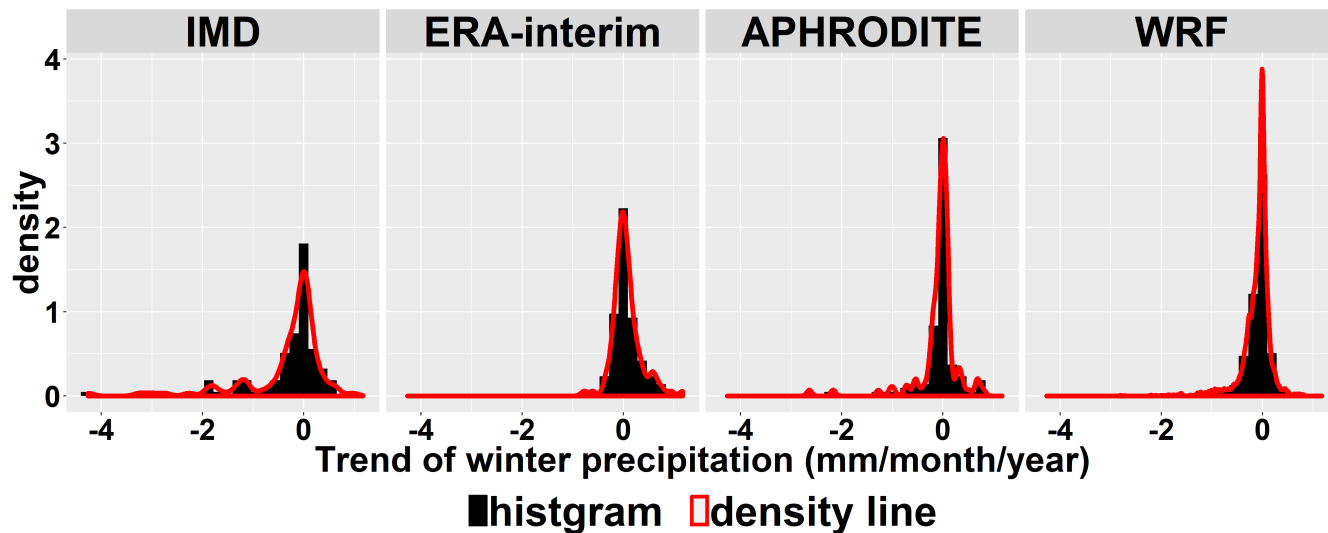 IMD ERA-interim APHRODITE WRF
4
3
2
1
0
density
-4 -2 0 -4 -2 0 -4 -2 0 -4 -2 0
Trend of winter precipitation (mm/month/year)
histgram density line